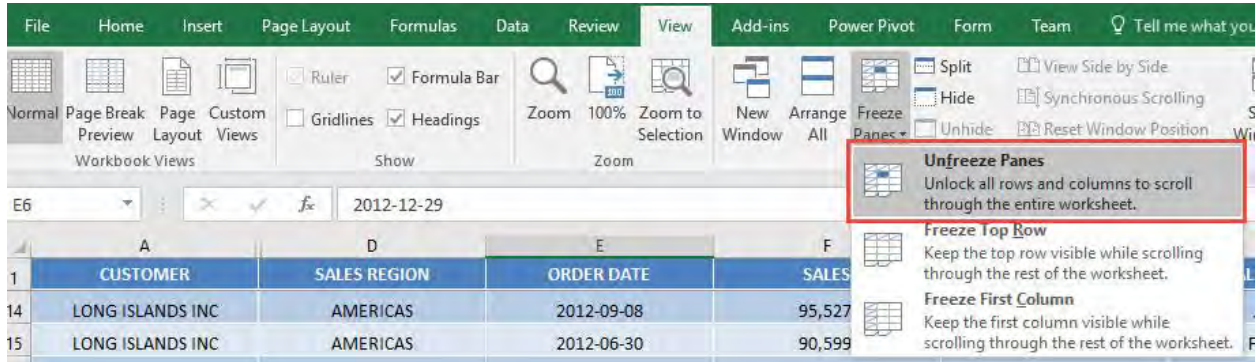 File Home Insert Page Layout Formulas Data Review View Add-ins Power Pivot Form Team Tell me what you
Ruler Formula Bar
Gridlines Headings
Normal Page Break Preview Page Layout Custom Views
Workbook Views
Show
Zoom 100% Zoom to Selection
Zoom
New Window Arrange All Freeze Panes
Split
Hide
Unhide
View Side by Side
Synchronous Scrolling
Reset Window Position
Unfreeze Panes
Unlock all rows and columns to scroll
through the entire worksheet.
Freeze Top Row
Keep the top row visible while scrolling
through the rest of the worksheet.
Freeze First Column
Keep the first column visible while
scrolling through the rest of the worksheet.
E6 fx 2012-12-29
A D E F
1 CUSTOMER SALES REGION ORDER DATE SALES
14 LONG ISLANDS INC AMERICAS 2012-09-08 95,527
15 LONG ISLANDS INC AMERICAS 2012-06-30 90,599